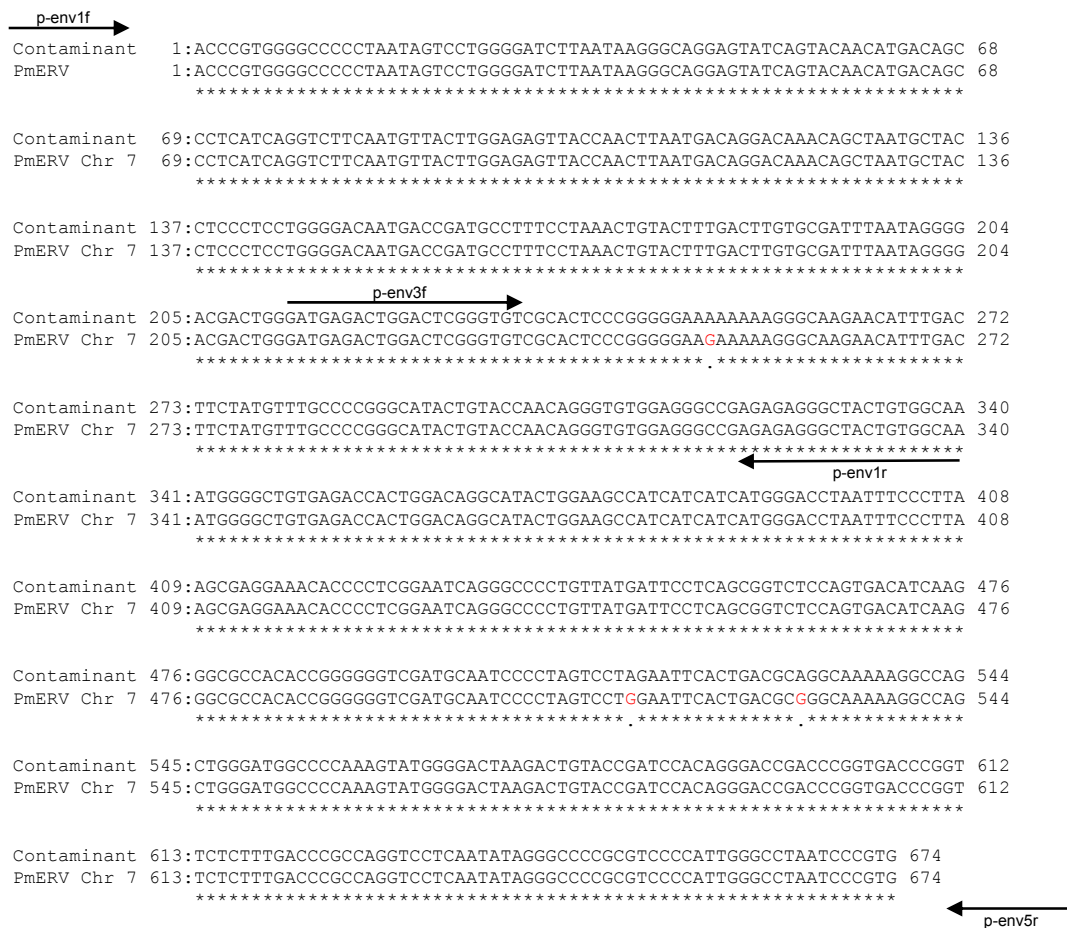 p-env1f
Contaminant 1:ACCCGTGGGGCCCCCTAATAGTCCTGGGGATCTTAATAAGGGCAGGAGTATCAGTACAACATGACAGC 68
PmERV 1:ACCCGTGGGGCCCCCTAATAGTCCTGGGGATCTTAATAAGGGCAGGAGTATCAGTACAACATGACAGC 68
********************************************************************
Contaminant 69:CCTCATCAGGTCTTCAATGTTACTTGGAGAGTTACCAACTTAATGACAGGACAAACAGCTAATGCTAC 136
PmERV Chr 7 69:CCTCATCAGGTCTTCAATGTTACTTGGAGAGTTACCAACTTAATGACAGGACAAACAGCTAATGCTAC 136
********************************************************************
Contaminant 137:CTCCCTCCTGGGGACAATGACCGATGCCTTTCCTAAACTGTACTTTGACTTGTGCGATTTAATAGGGG 204
PmERV Chr 7 137:CTCCCTCCTGGGGACAATGACCGATGCCTTTCCTAAACTGTACTTTGACTTGTGCGATTTAATAGGGG 204
********************************************************************
p-env3f
Contaminant 205:ACGACTGGGATGAGACTGGACTCGGGTGTCGCACTCCCGGGGGAAAAAAAAGGGCAAGAACATTTGAC 272
PmERV Chr 7 205:ACGACTGGGATGAGACTGGACTCGGGTGTCGCACTCCCGGGGGAAGAAAAAGGGCAAGAACATTTGAC 272
*********************************************.**********************
Contaminant 273:TTCTATGTTTGCCCCGGGCATACTGTACCAACAGGGTGTGGAGGGCCGAGAGAGGGCTACTGTGGCAA 340
PmERV Chr 7 273:TTCTATGTTTGCCCCGGGCATACTGTACCAACAGGGTGTGGAGGGCCGAGAGAGGGCTACTGTGGCAA 340
********************************************************************
p-env1r
Contaminant 341:ATGGGGCTGTGAGACCACTGGACAGGCATACTGGAAGCCATCATCATCATGGGACCTAATTTCCCTTA 408
PmERV Chr 7 341:ATGGGGCTGTGAGACCACTGGACAGGCATACTGGAAGCCATCATCATCATGGGACCTAATTTCCCTTA 408
********************************************************************
Contaminant 409:AGCGAGGAAACACCCCTCGGAATCAGGGCCCCTGTTATGATTCCTCAGCGGTCTCCAGTGACATCAAG 476
PmERV Chr 7 409:AGCGAGGAAACACCCCTCGGAATCAGGGCCCCTGTTATGATTCCTCAGCGGTCTCCAGTGACATCAAG 476
********************************************************************
Contaminant 476:GGCGCCACACCGGGGGGTCGATGCAATCCCCTAGTCCTAGAATTCACTGACGCAGGCAAAAAGGCCAG 544
PmERV Chr 7 476:GGCGCCACACCGGGGGGTCGATGCAATCCCCTAGTCCTGGAATTCACTGACGCGGGCAAAAAGGCCAG 544
**************************************.**************.**************
Contaminant 545:CTGGGATGGCCCCAAAGTATGGGGACTAAGACTGTACCGATCCACAGGGACCGACCCGGTGACCCGGT 612
PmERV Chr 7 545:CTGGGATGGCCCCAAAGTATGGGGACTAAGACTGTACCGATCCACAGGGACCGACCCGGTGACCCGGT 612
********************************************************************
Contaminant 613:TCTCTTTGACCCGCCAGGTCCTCAATATAGGGCCCCGCGTCCCCATTGGGCCTAATCCCGTG 674
PmERV Chr 7 613:TCTCTTTGACCCGCCAGGTCCTCAATATAGGGCCCCGCGTCCCCATTGGGCCTAATCCCGTG 674
**************************************************************
p-env5r